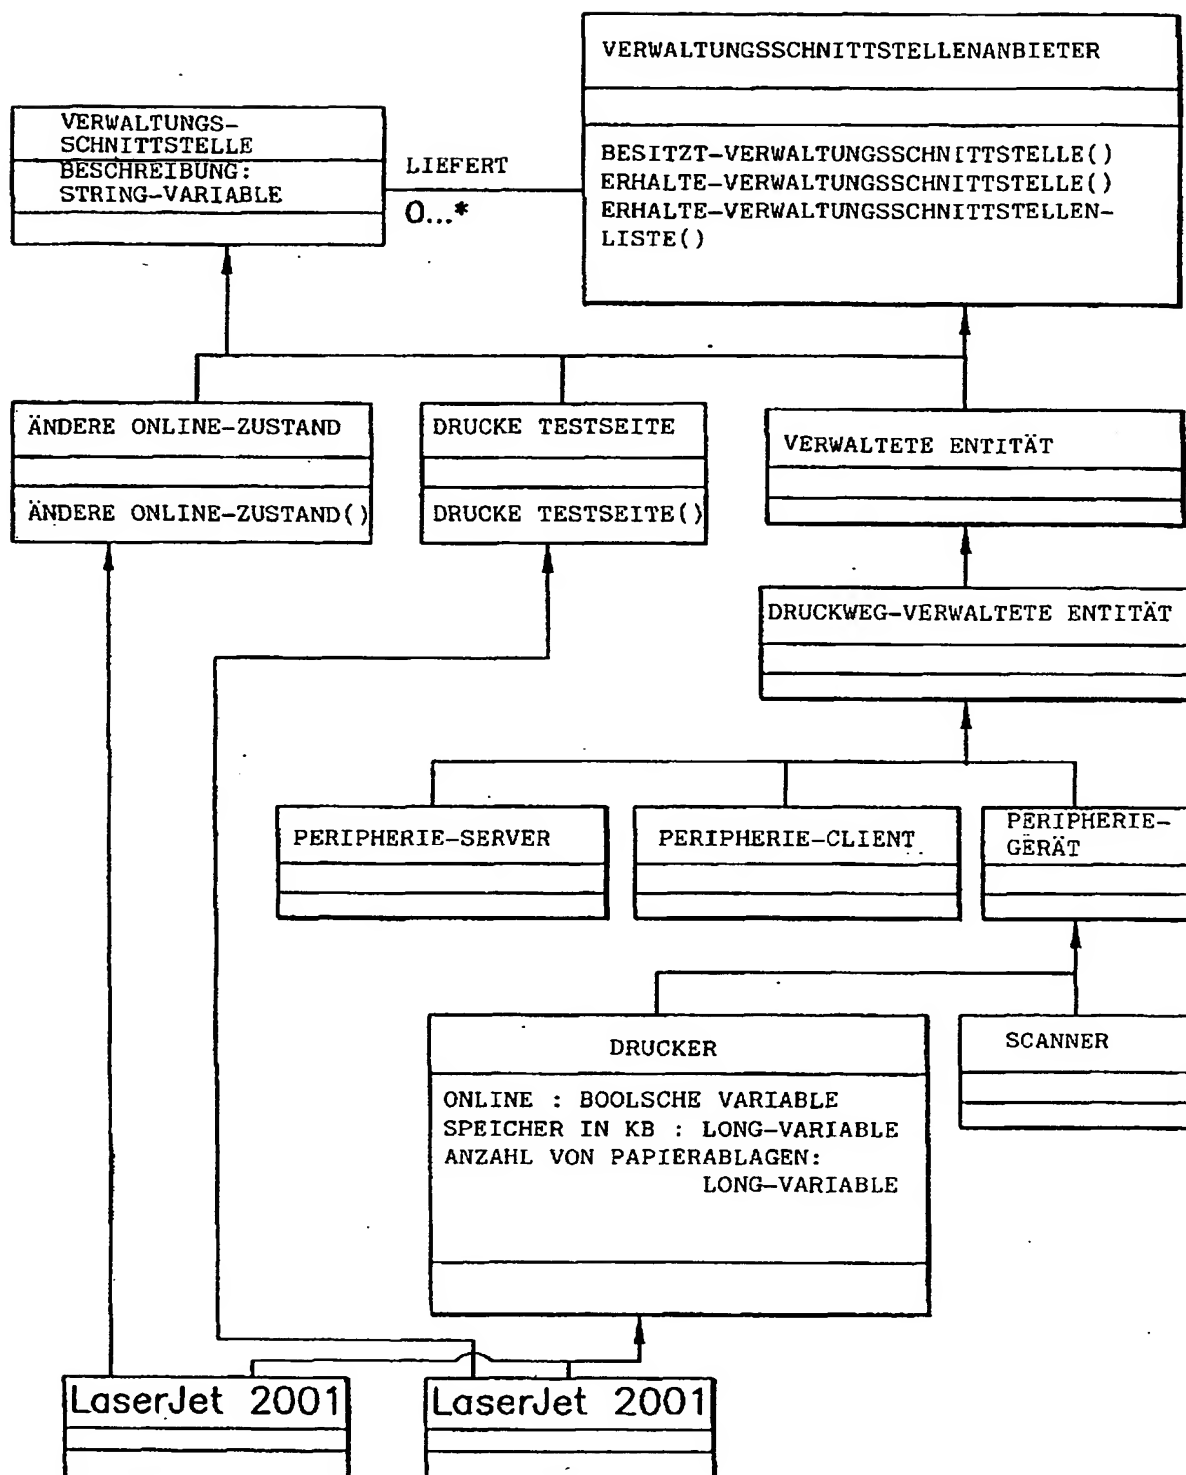 VERWALTUNGSSCHNITTSTELLENANBIETER
BESITZT-VERWALTUNGSSCHNITTSTELLE()
ERHALTE-VERWALTUNGSSCHNITTSTELLE()
ERHALTE-VERWALTUNGSSCHNITTSTELLEN-
LISTE()
VERWALTUNGS-
SCHNITTSTELLE
BESCHREIBUNG:
STRING-VARIABLE
LIEFERT
0...*
ÄNDERE ONLINE-ZUSTAND
ÄNDERE ONLINE-ZUSTAND()
DRUCKE TESTSEITE
DRUCKE TESTSEITE()
VERWALTETE ENTITÄT
DRUCKWEG-VERWALTETE ENTITÄT
PERIPHERIE-SERVER
PERIPHERIE-CLIENT
PERIPHERIE-
GERÄT
DRUCKER
ONLINE : BOOLSCHE VARIABLE
SPEICHER IN KB : LONG-VARIABLE
ANZAHL VON PAPIERABLAGEN:
LONG-VARIABLE
SCANNER
LaserJet 2001
LaserJet 2001